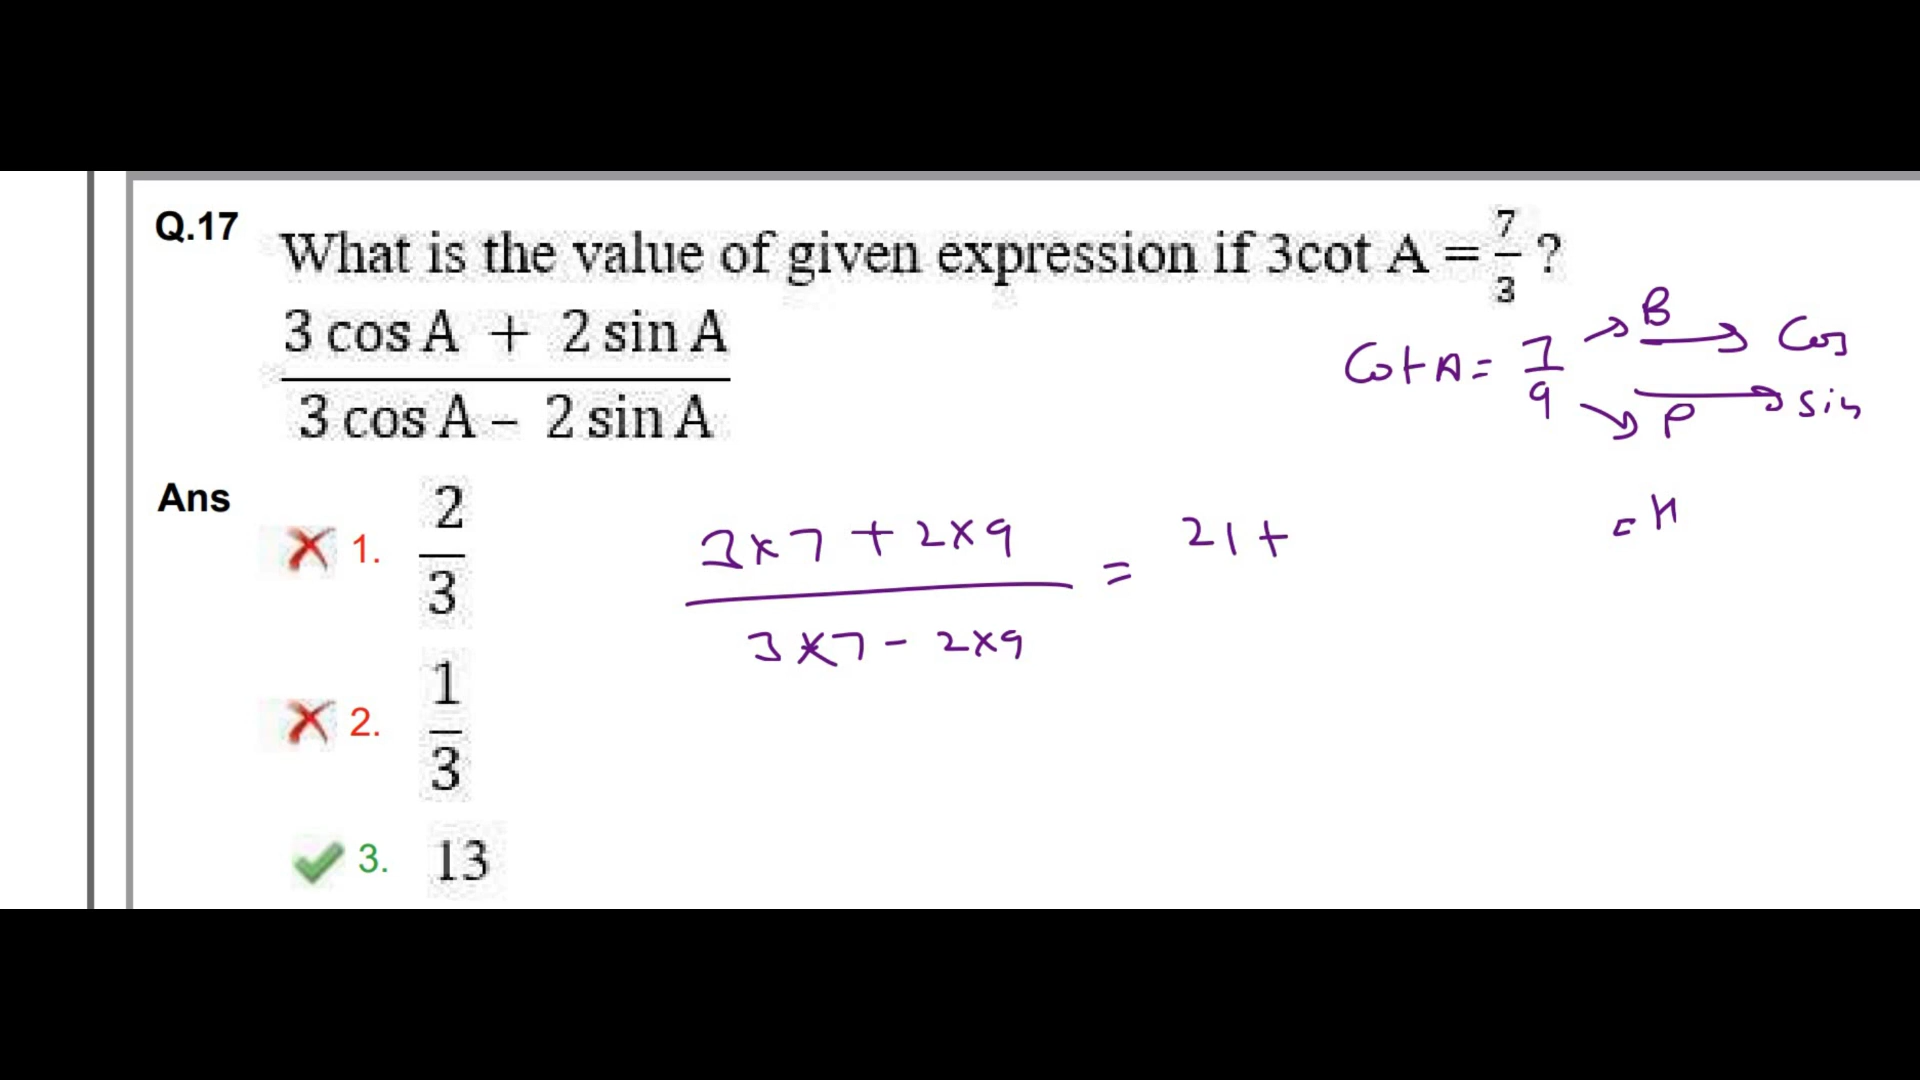 Q.17 What is the value of given expression if 3cot A = 7/3 ?
3 cos A + 2 sin A
3 cos A – 2 sin A
Cot A = 7/9 → B → Cos
→ P → sin
= H
Ans
1. 2/3
2. 1/3
3. 13
3×7 + 2×9 = 21+
3×7 - 2×9